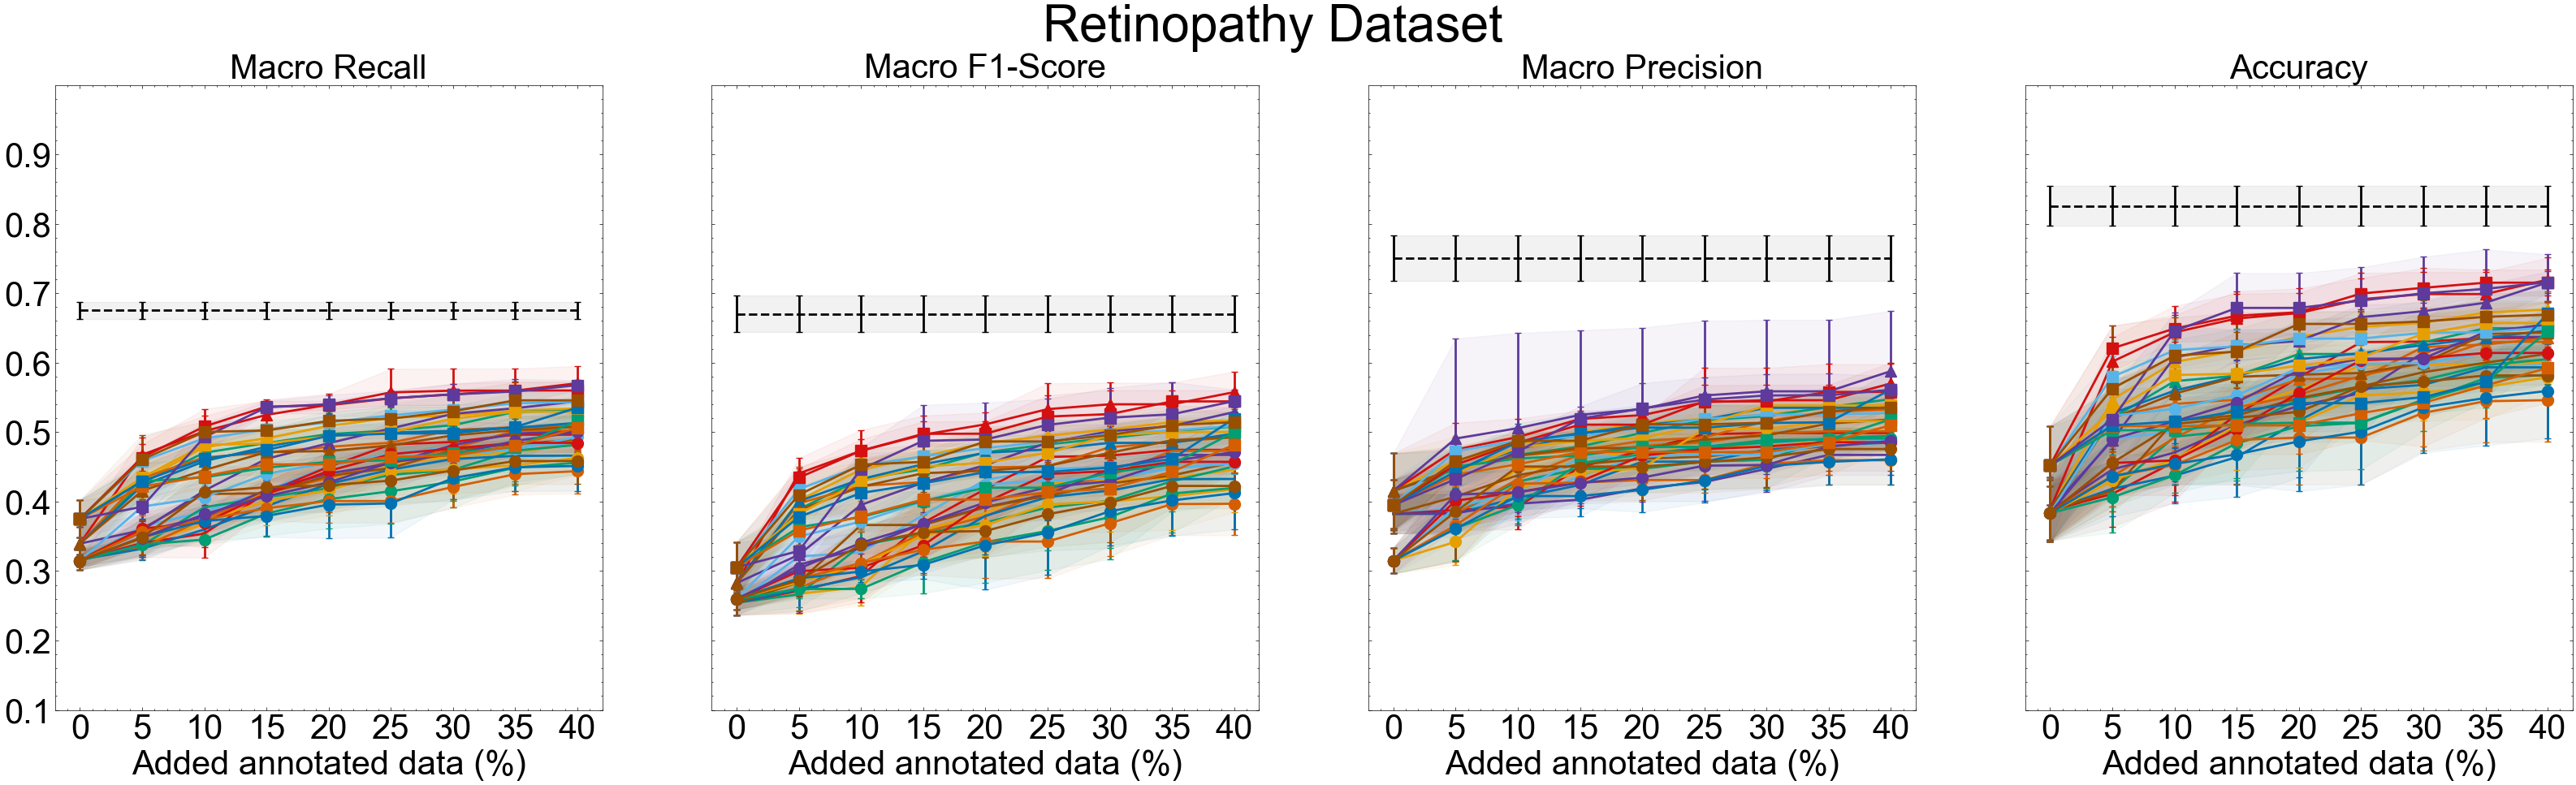 Retinopathy Dataset
Macro Recall
Macro F1-Score
Macro Precision
Accuracy
0.9
0.8
0.7
0.6
0.5
0.4
0.3
0.2
0.1
0 5 10 15 20 25 30 35 40
0 5 10 15 20 25 30 35 40
0 5 10 15 20 25 30 35 40
0 5 10 15 20 25 30 35 40
Added annotated data (%)
Added annotated data (%)
Added annotated data (%)
Added annotated data (%)